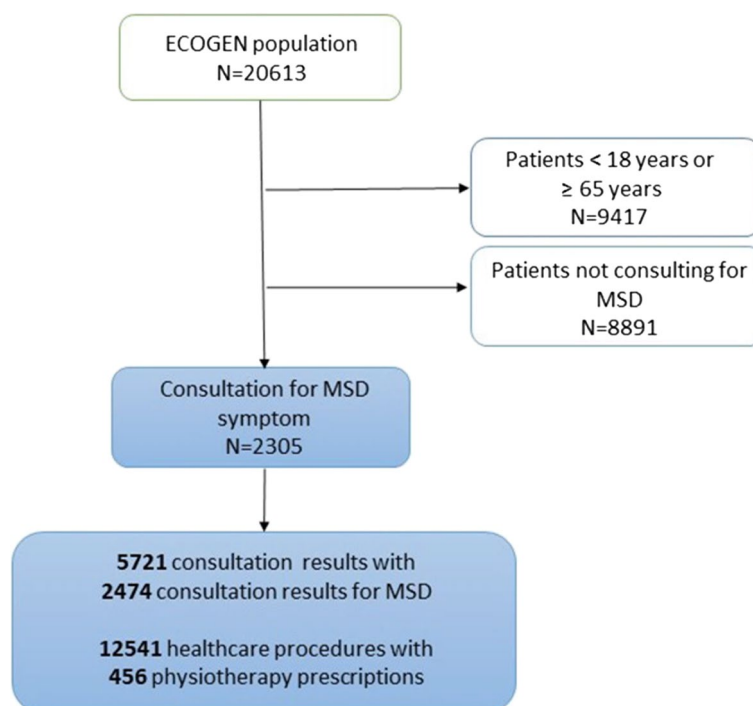 ECOGEN population
N=20613
Patients < 18 years or
≥ 65 years
N=9417
Patients not consulting for
MSD
N=8891
Consultation for MSD
symptom
N=2305
5721 consultation results with
2474 consultation results for MSD
12541 healthcare procedures with
456 physiotherapy prescriptions